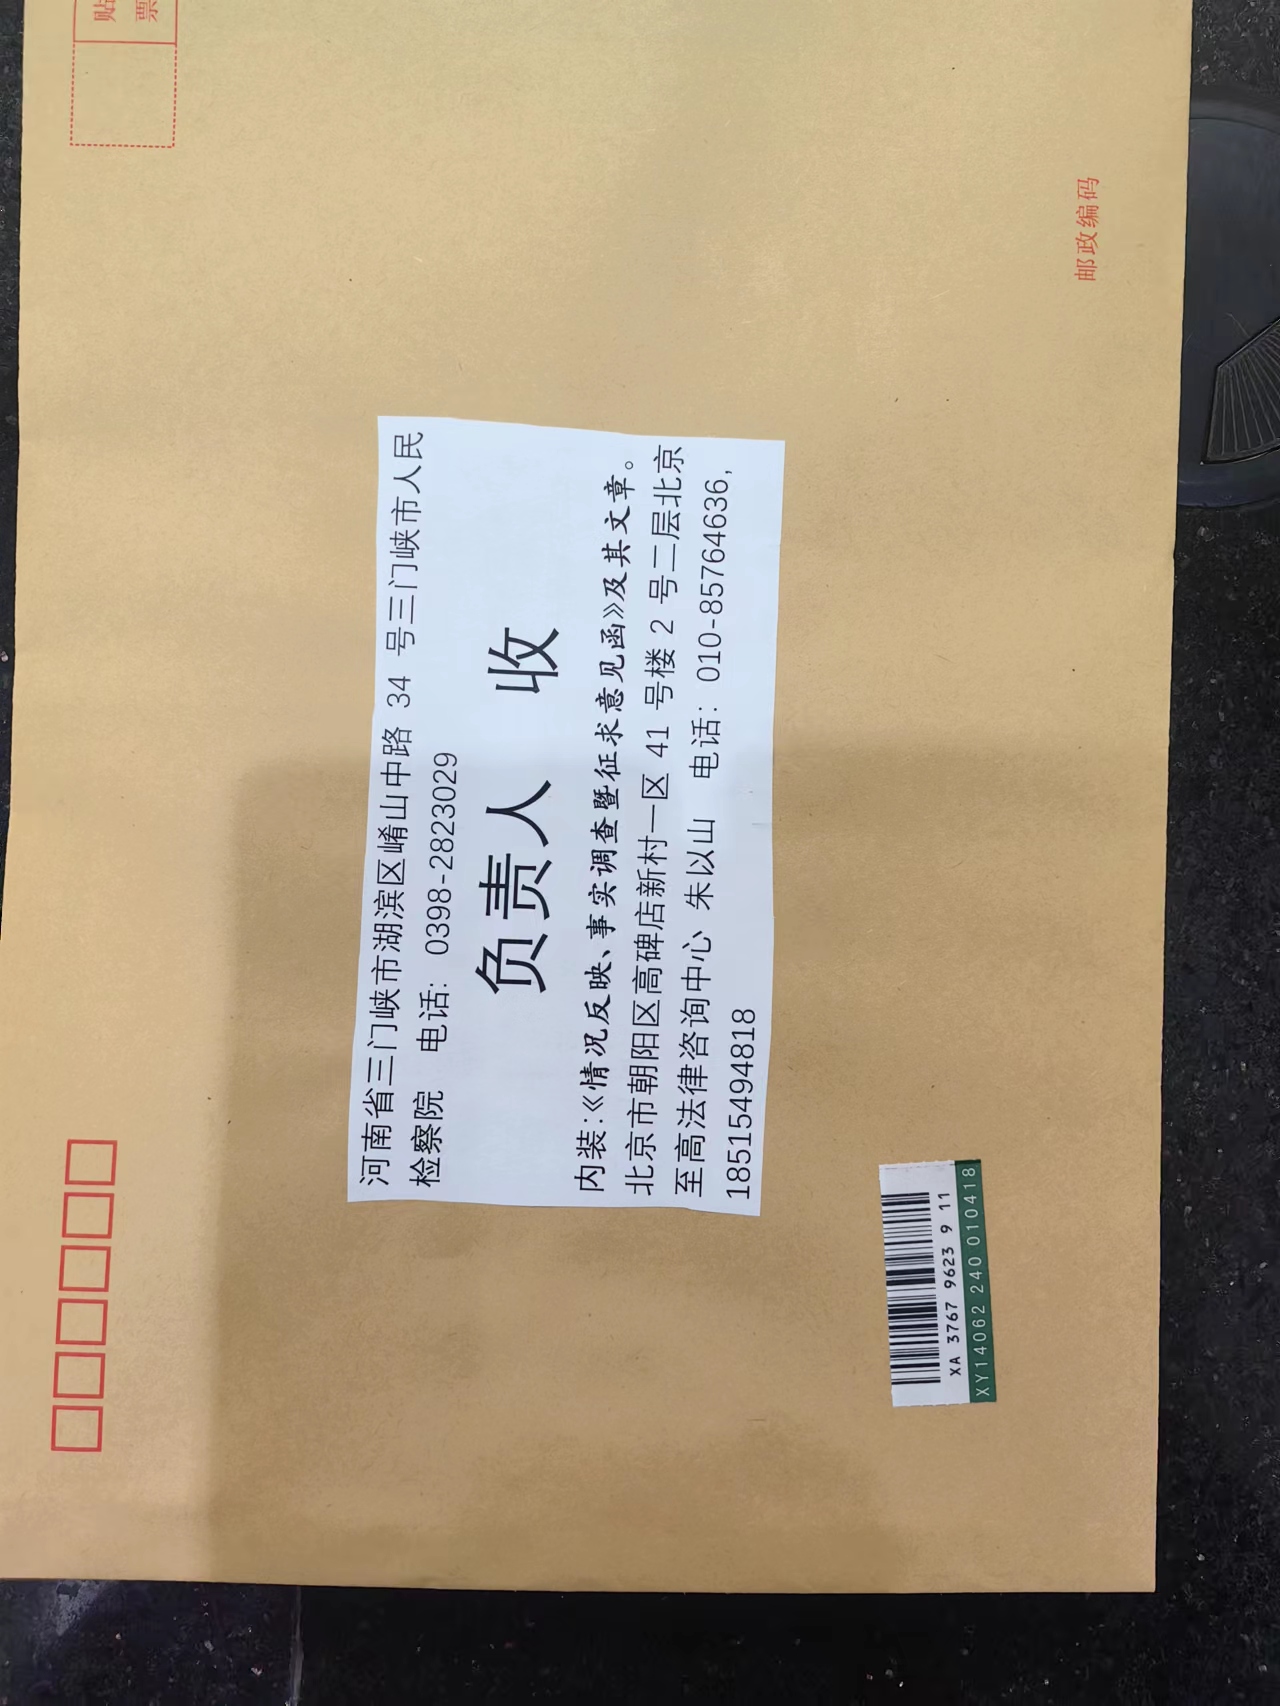 贴
票
河南省三门峡市湖滨区崤山中路 34 号三门峡市人民
检察院 电话: 0398-2823029
负责人 收
内装:《情况反映、事实调查暨征求意见函》及其文章。
北京市朝阳区高碑店新村一区 41 号楼 2 号二层北京
至高法律咨询中心 朱以山 电话: 010-85764636,
18515494818
XA 3767 9623 9 11
XY14062 240 010418
邮政编码